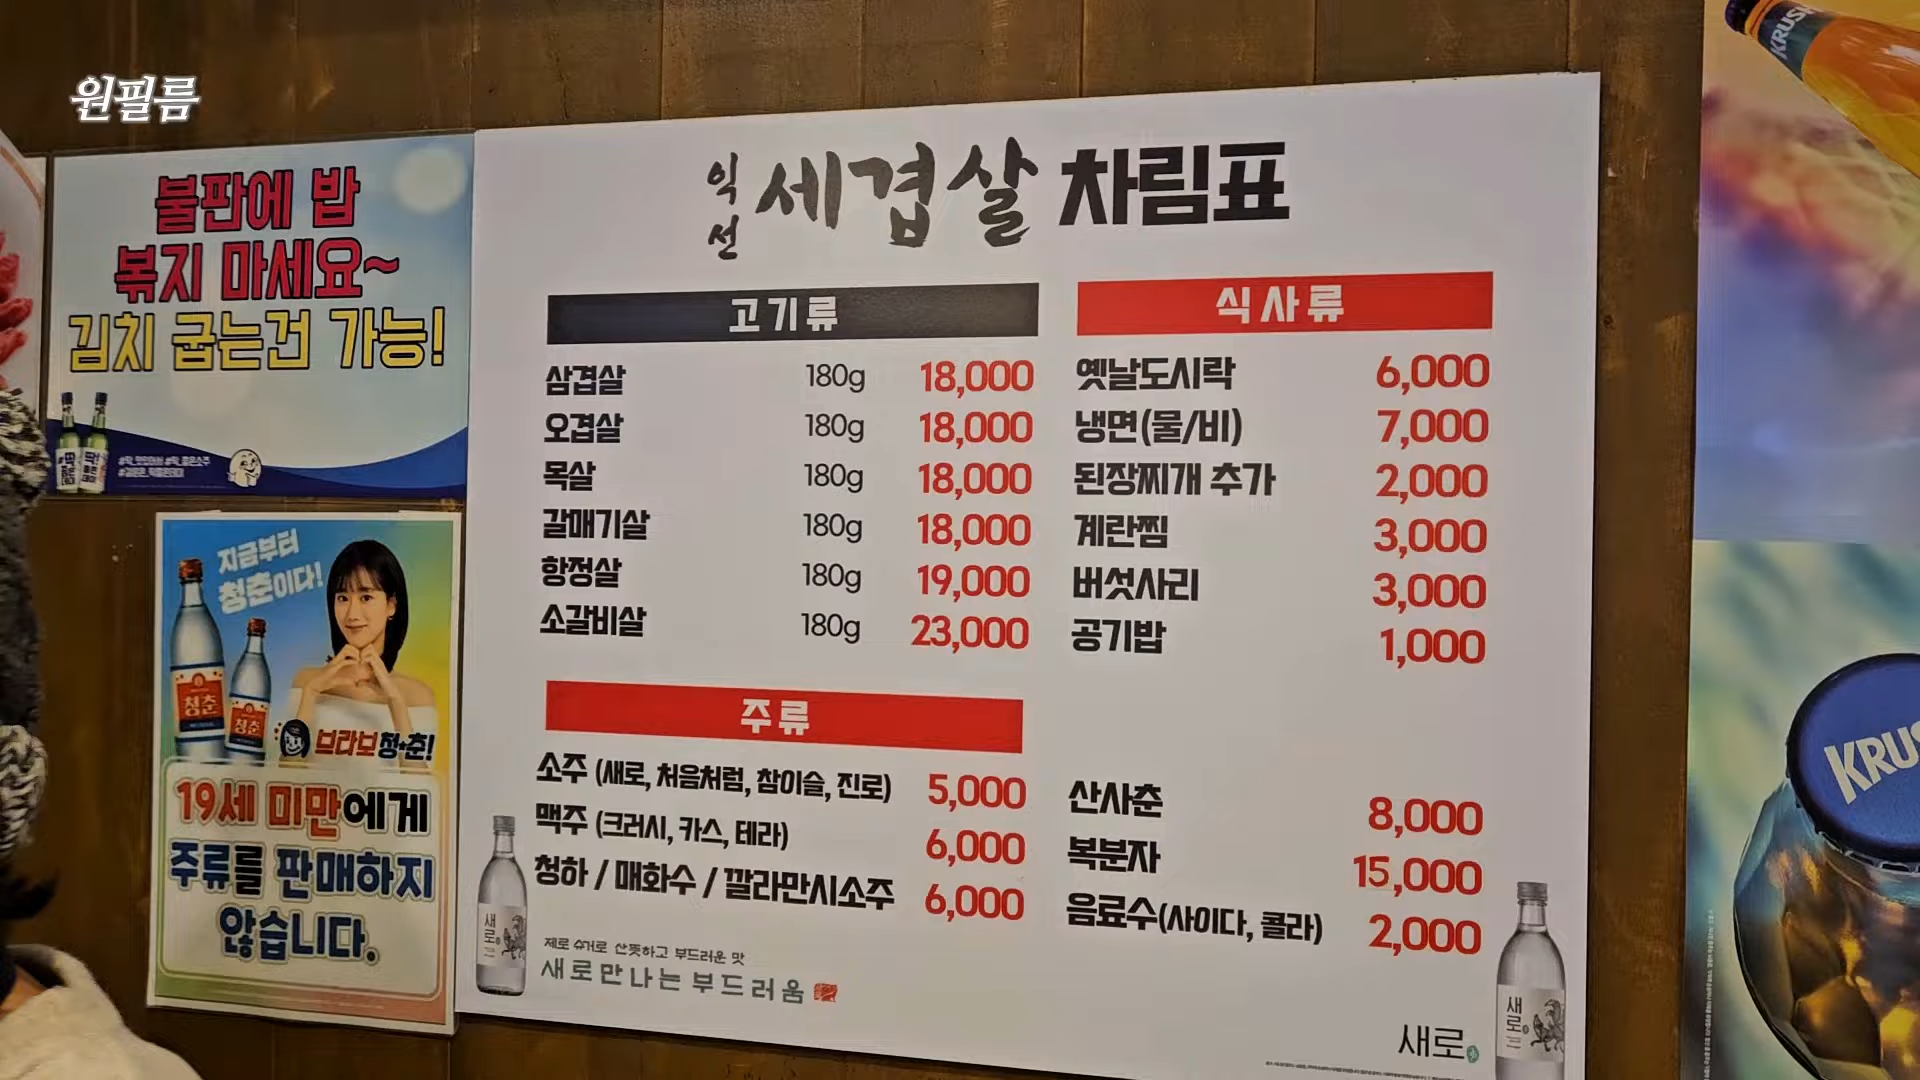 원필름
불판에 밥
볶지 마세요~
김치 굽는건 가능!
지금부터
청춘이다!
청춘
청춘
브라보청춘!
19세 미만에게
주류를 판매하지
않습니다.
익선 세겹살 차림표
고기류
삼겹살 180g 18,000
오겹살 180g 18,000
목살 180g 18,000
갈매기살 180g 18,000
항정살 180g 19,000
소갈비살 180g 23,000
식사류
옛날도시락 6,000
냉면(물/비) 7,000
된장찌개 추가 2,000
계란찜 3,000
버섯사리 3,000
공기밥 1,000
주류
소주 (새로, 처음처럼, 참이슬, 진로) 5,000
맥주 (크러시, 카스, 테라) 6,000
청하 / 매화수 / 깔라만시소주 6,000
산사춘 8,000
복분자 15,000
음료수(사이다, 콜라) 2,000
제로 슈거로 산뜻하고 부드러운 맛
새로만나는부드러움
새로
새로
새로
KRUSH
KRUS